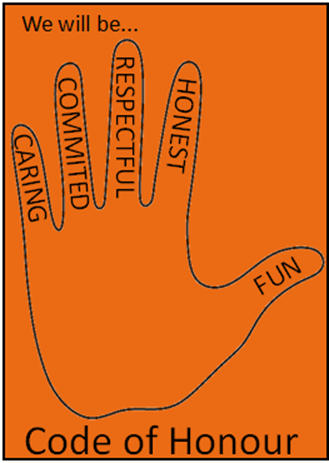 We will be...
CARING
COMMITED
RESPECTFUL
HONEST
FUN
Code of Honour